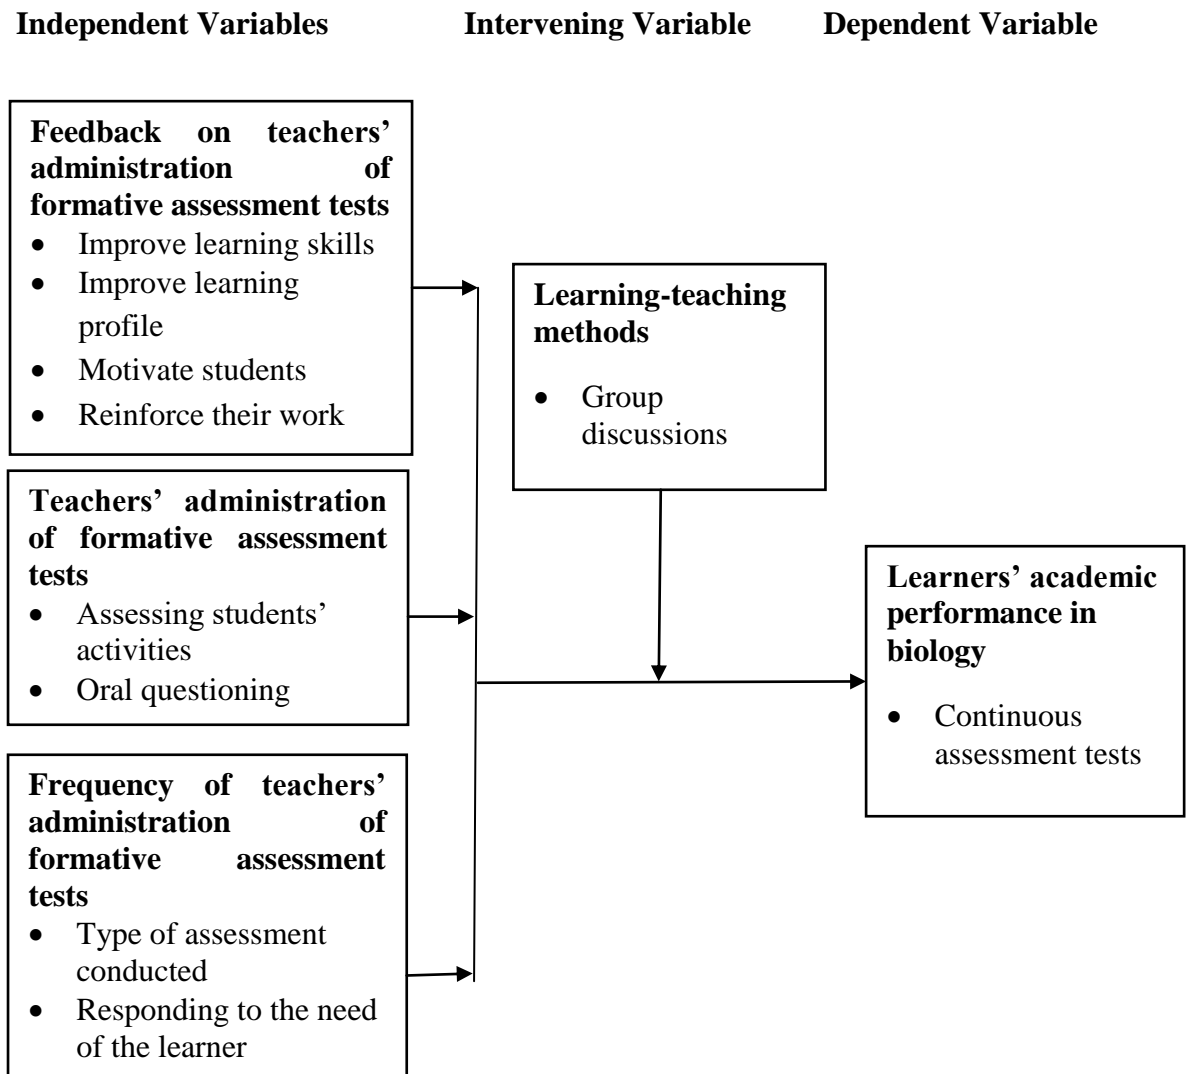 Independent Variables Intervening Variable Dependent Variable
Feedback on teachers’
administration of
formative assessment tests
• Improve learning skills
• Improve learning
profile
• Motivate students
• Reinforce their work
Teachers’ administration
of formative assessment
tests
• Assessing students’
activities
• Oral questioning
Frequency of teachers’
administration of
formative assessment
tests
• Type of assessment
conducted
• Responding to the need
of the learner
Learning-teaching
methods
• Group
discussions
Learners’ academic
performance in
biology
• Continuous
assessment tests